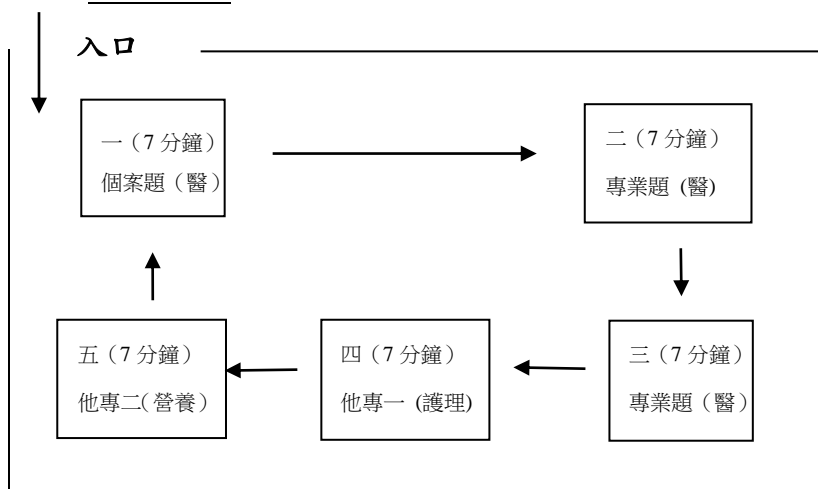 入口
一（7 分鐘）
個案題（醫）
二（7 分鐘）
專業題 (醫)
三（7 分鐘）
專業題（醫）
四（7 分鐘）
他專一 (護理)
五（7 分鐘）
他專二（營養）